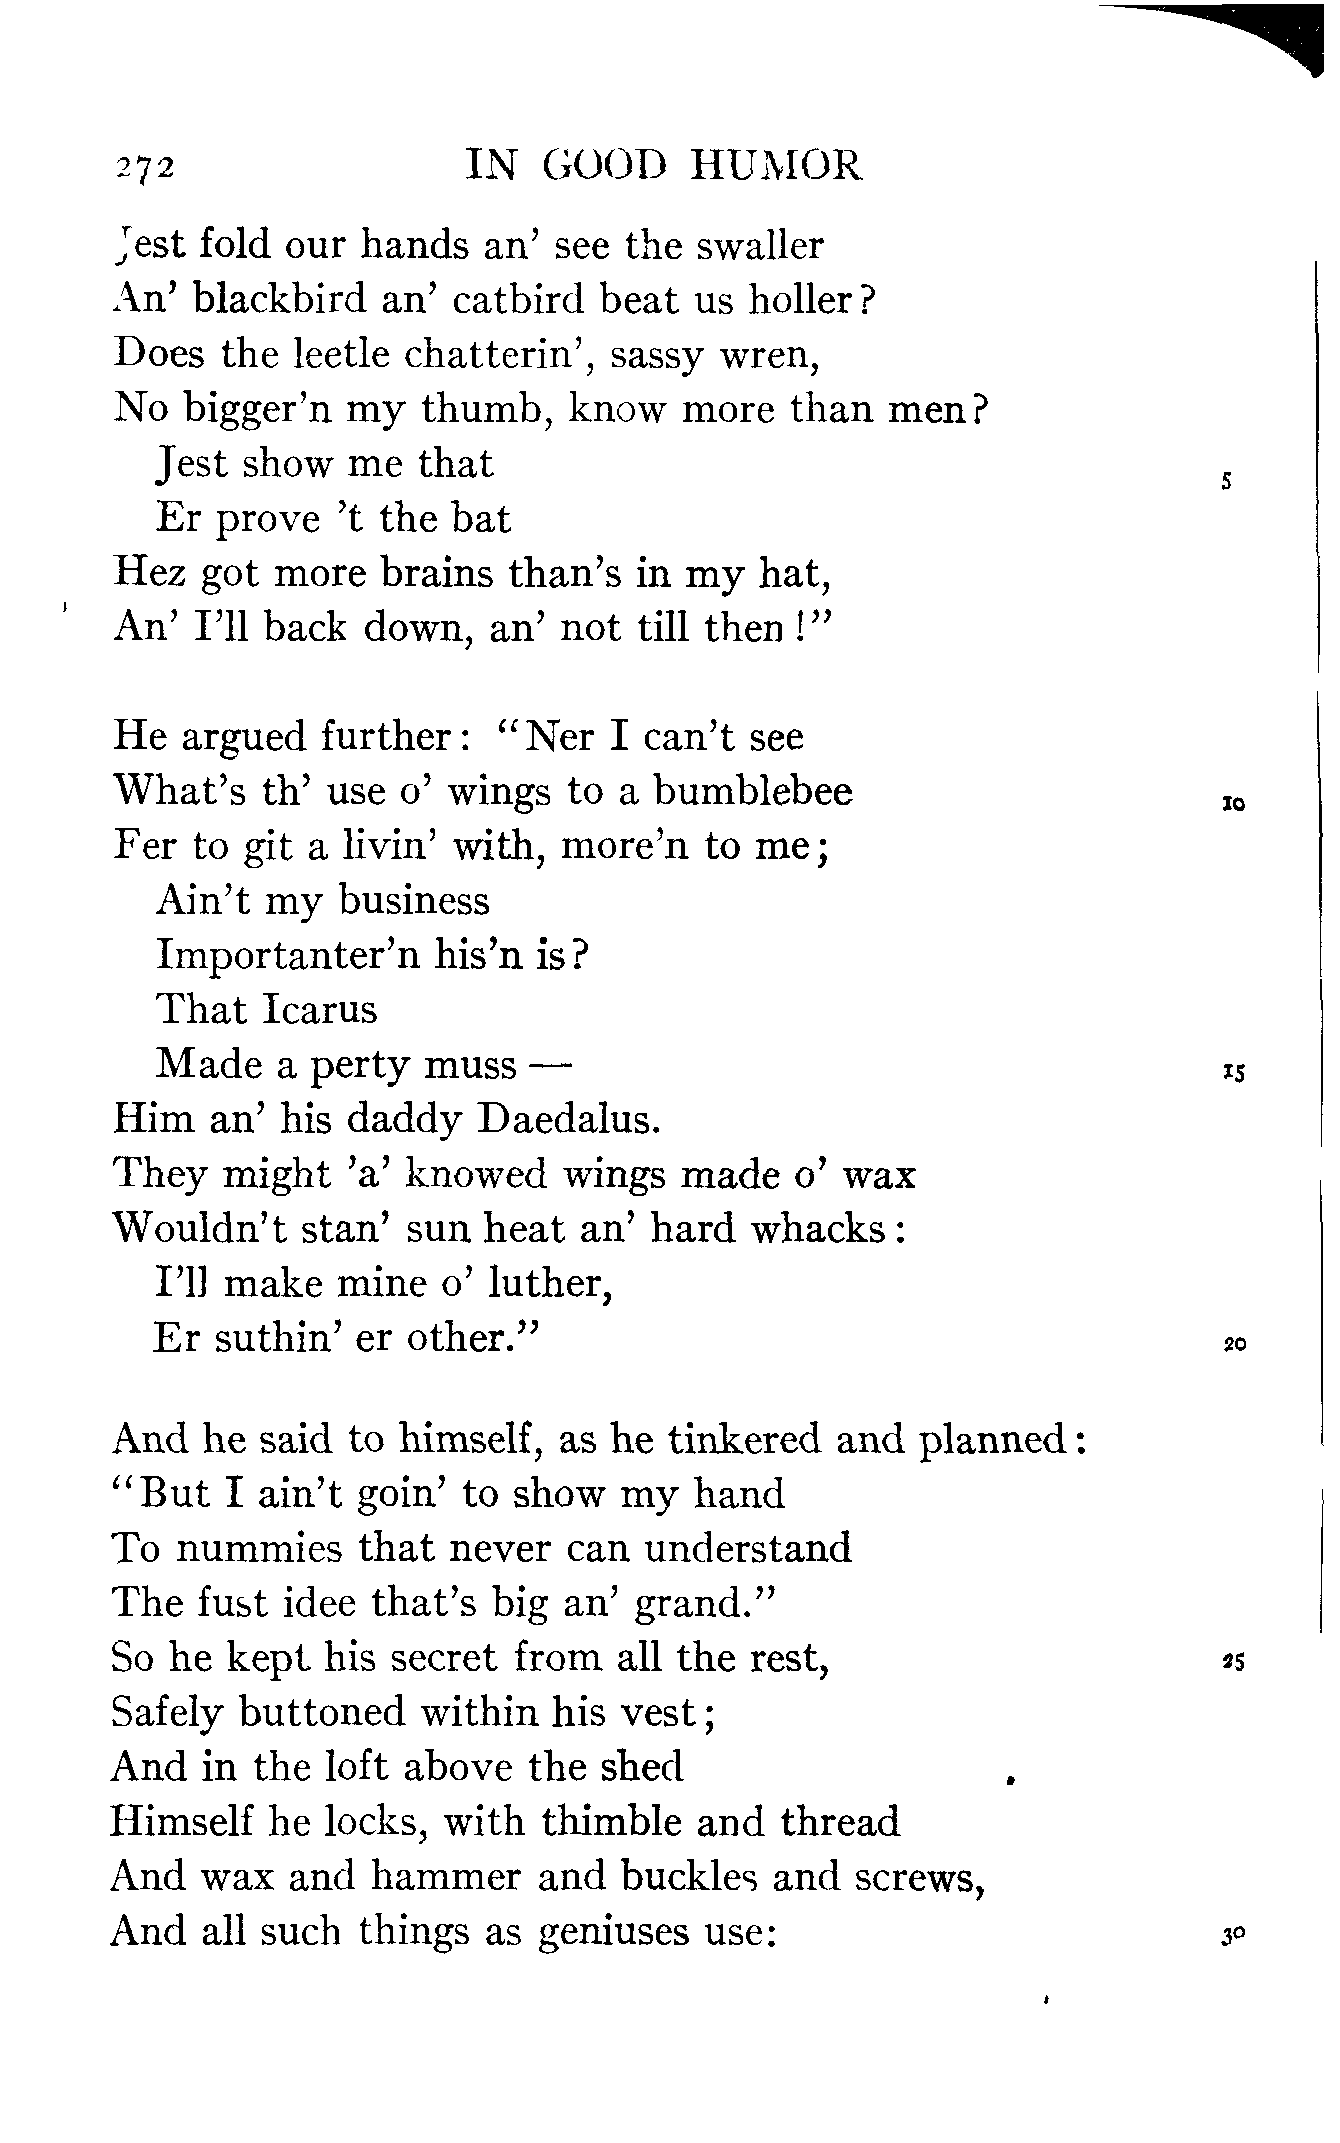 272 IN GOOD HUMOR
Jest fold our hands an' see the swaller
An' blackbird an' catbird beat us holler?
Does the leetle chatterin', sassy wren,
No bigger'n my thumb, know more than men?
Jest show me that 5
Er prove 't the bat
Hez got more brains than's in my hat,
An' I'll back down, an' not till then!"
He argued further: "Ner I can't see
What's th' use o' wings to a bumblebee 10
Fer to git a livin' with, more'n to me;
Ain't my business
Importanter'n his'n is?
That Icarus
Made a perty muss — 15
Him an' his daddy Daedalus.
They might 'a' knowed wings made o' wax
Wouldn't stan' sun heat an' hard whacks:
I'll make mine o' luther,
Er suthin' er other." 20
And he said to himself, as he tinkered and planned:
"But I ain't goin' to show my hand
To nummies that never can understand
The fust idee that's big an' grand."
So he kept his secret from all the rest, 25
Safely buttoned within his vest;
And in the loft above the shed
Himself he locks, with thimble and thread
And wax and hammer and buckles and screws,
And all such things as geniuses use: 30